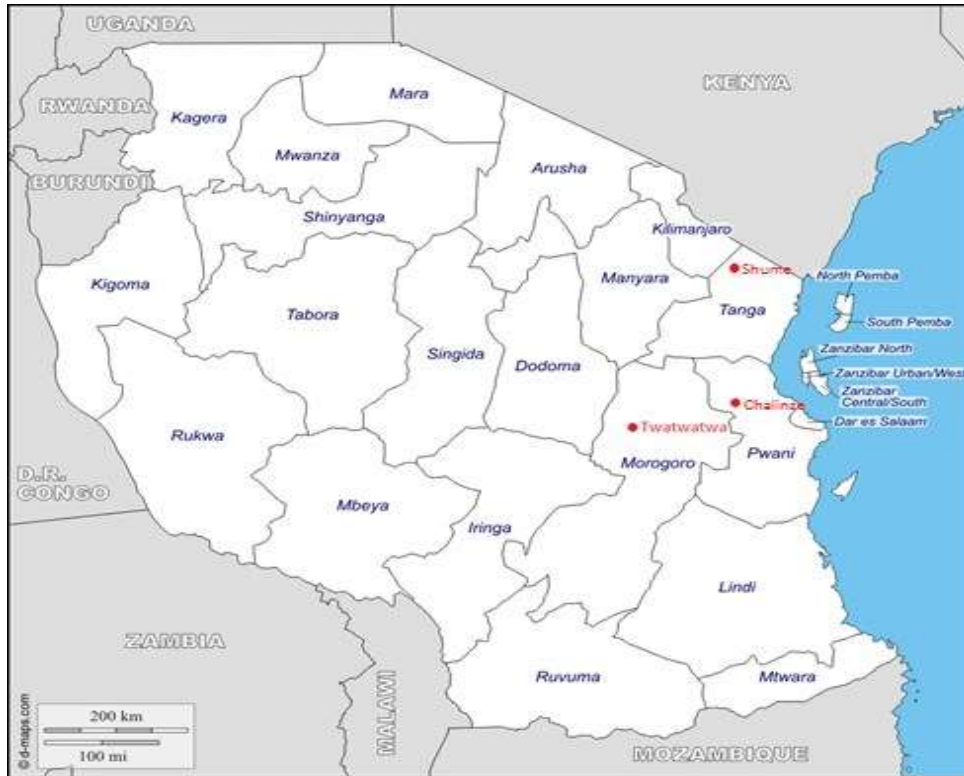 UGANDA
KENYA
RWANDA
BURUNDI
Mara
Kagera
Mwanza
Arusha
Shinyanga
Kilimanjaro
Shume
Manyara
North Pemba
Kigoma
Tanga
Tabora
South Pemba
Singida
Zanzibar North
Dodoma
Zanzibar Urban/West
Zanzibar
Central/South
Chalinze
Dar es Salaam
Twatwatwa
Rukwa
Pwani
Morogoro
D.R.
CONGO
Mbeya
Iringa
Lindi
ZAMBIA
Ruvuma
Mtwara
MALAWI
MOZAMBIQUE
200 km
100 mi
© d-maps.com